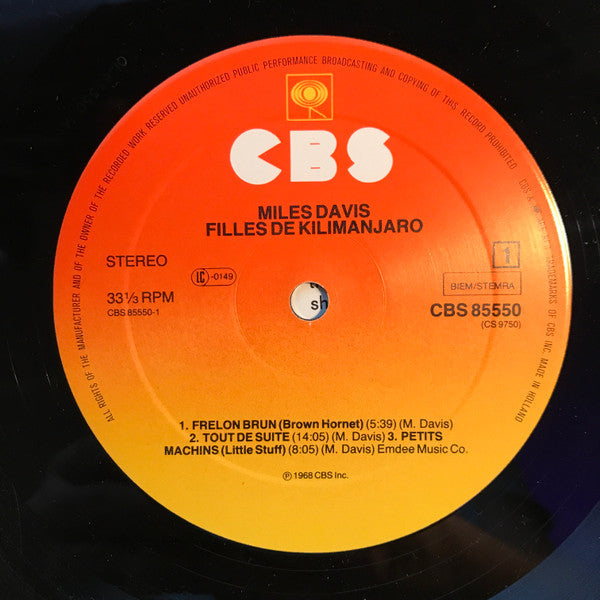 ALL RIGHTS OF THE MANUFACTURER AND OF THE OWNER OF THE RECORDED WORK RESERVED UNAUTHORIZED PUBLIC PERFORMANCE BROADCASTING AND COPYING OF THIS RECORD PROHIBITED
TRADEMARKS OF CBS INC. MADE IN HOLLAND
CBS
MILES DAVIS
FILLES DE KILIMANJARO
STEREO
LC -0149
1
BIEM/STEMRA
33⅓ RPM
CBS 85550-1
sh
CBS 85550
(CS 9750)
1. FRELON BRUN (Brown Hornet) (5:39) (M. Davis)
2. TOUT DE SUITE (14:05) (M. Davis) 3. PETITS
MACHINS (Little Stuff) (8:05) (M. Davis) Emdee Music Co.
℗ 1968 CBS Inc.